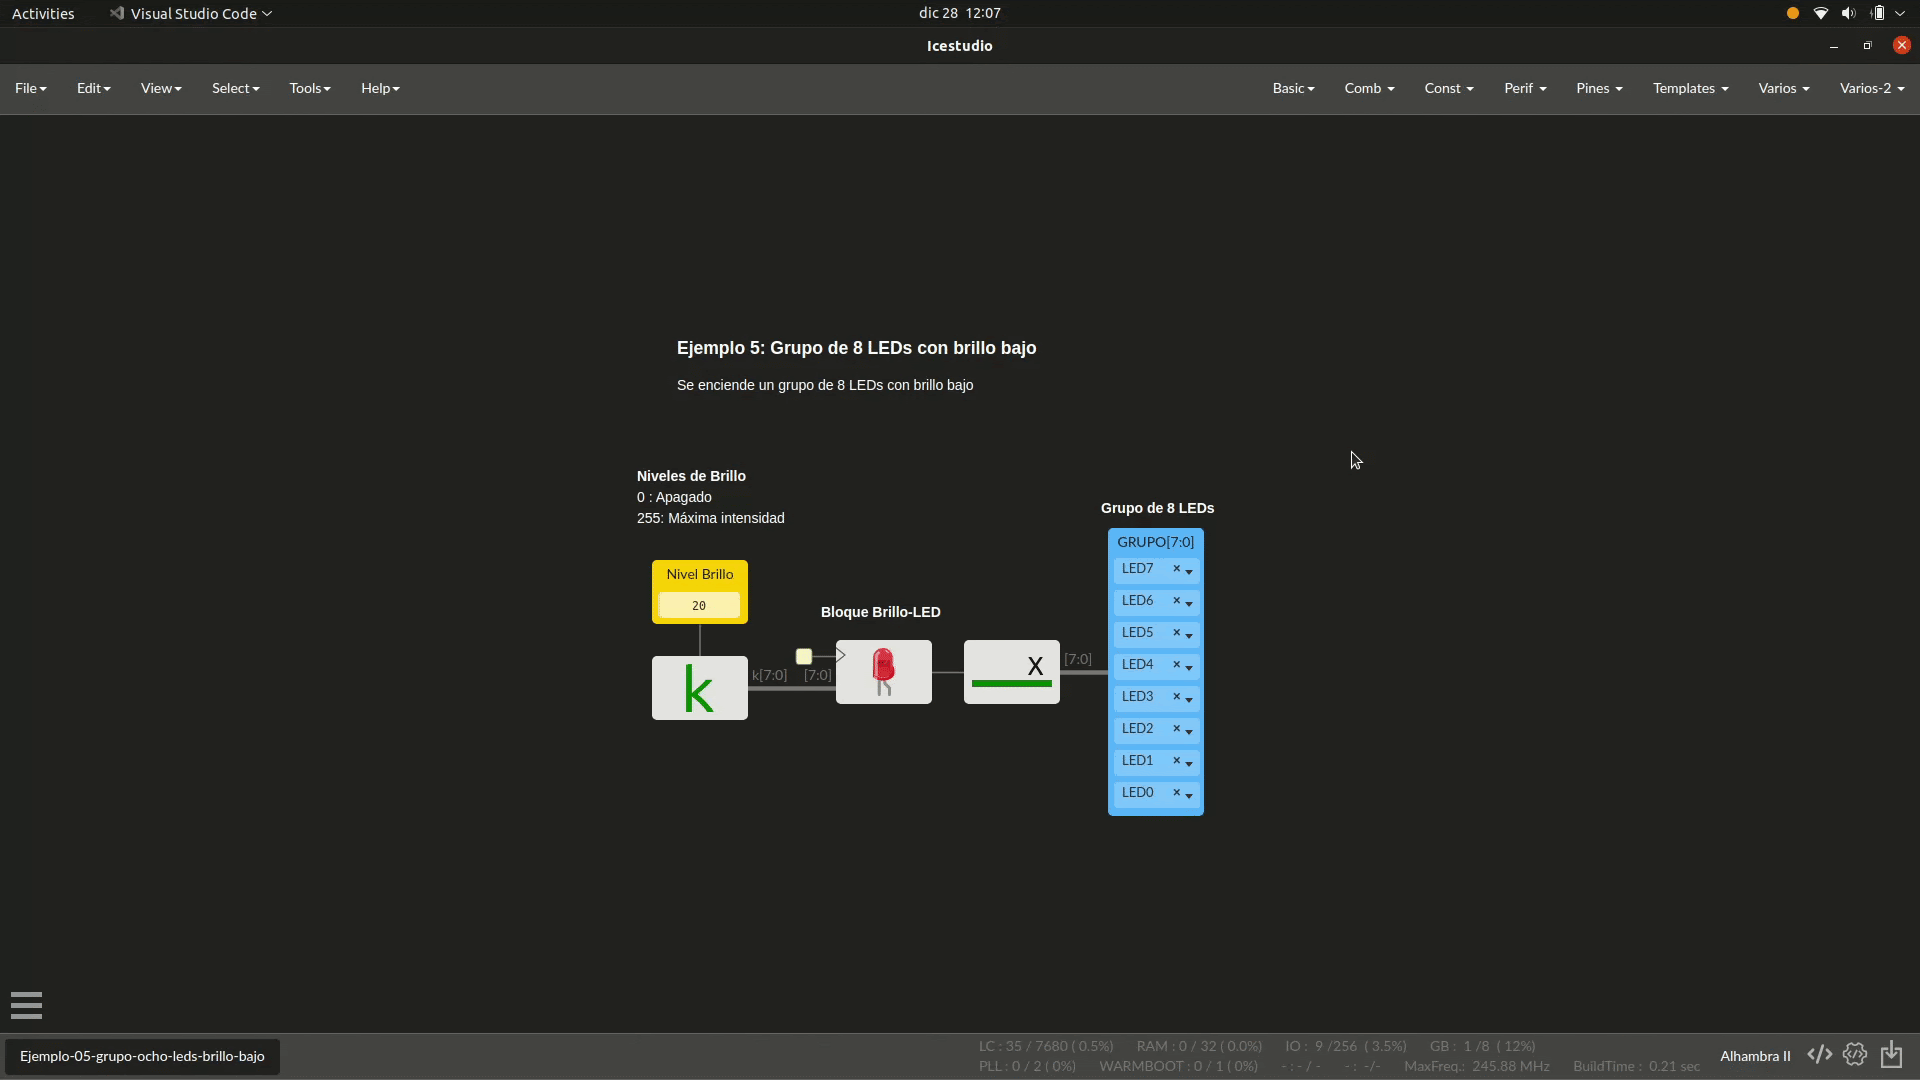 Activities
Visual Studio Code
dic 28 12:07
Icestudio
File
Edit
View
Select
Tools
Help
Basic
Comb
Const
Perif
Pines
Templates
Varios
Varios-2
Ejemplo 5: Grupo de 8 LEDs con brillo bajo
Se enciende un grupo de 8 LEDs con brillo bajo
Niveles de Brillo
0 : Apagado
255: Máxima intensidad
Nivel Brillo
20
k
k[7:0]
[7:0]
Bloque Brillo-LED
x
[7:0]
Grupo de 8 LEDs
GRUPO[7:0]
LED7
LED6
LED5
LED4
LED3
LED2
LED1
LED0
Ejemplo-05-grupo-ocho-leds-brillo-bajo
LC : 35 / 7680 ( 0.5%) RAM : 0 / 32 ( 0.0%) IO : 9 /256 ( 3.5%) GB : 1 /8 ( 12%)
PLL : 0 / 2 ( 0%) WARMBOOT : 0 / 1 ( 0%) - : - / - - : -/- MaxFreq.: 245.88 MHz BuildTime : 0.21 sec
Alhambra II